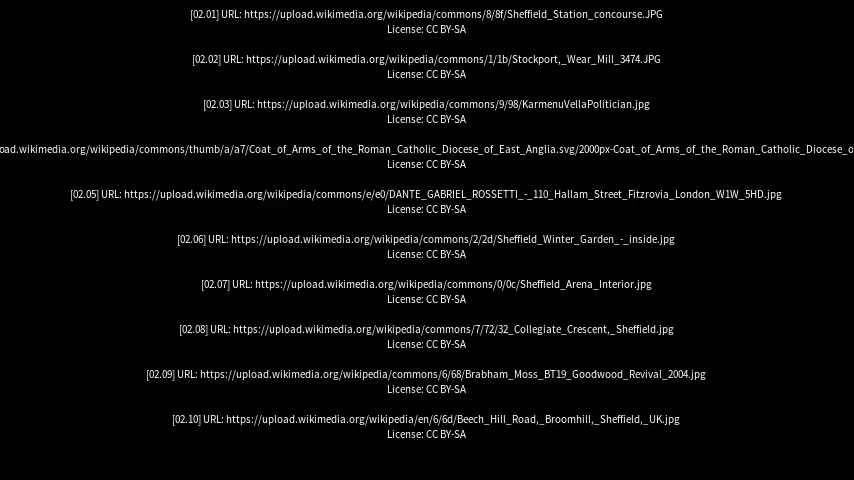 [02.01] URL: https://upload.wikimedia.org/wikipedia/commons/8/8f/Sheffield_Station_concourse.JPG
License: CC BY-SA
[02.02] URL: https://upload.wikimedia.org/wikipedia/commons/1/1b/Stockport,_Wear_Mill_3474.JPG
License: CC BY-SA
[02.03] URL: https://upload.wikimedia.org/wikipedia/commons/9/98/KarmenuVellaPolitician.jpg
License: CC BY-SA
oad.wikimedia.org/wikipedia/commons/thumb/a/a7/Coat_of_Arms_of_the_Roman_Catholic_Diocese_of_East_Anglia.svg/2000px-Coat_of_Arms_of_the_Roman_Catholic_Diocese_o
License: CC BY-SA
[02.05] URL: https://upload.wikimedia.org/wikipedia/commons/e/e0/DANTE_GABRIEL_ROSSETTI_-_110_Hallam_Street_Fitzrovia_London_W1W_5HD.jpg
License: CC BY-SA
[02.06] URL: https://upload.wikimedia.org/wikipedia/commons/2/2d/Sheffield_Winter_Garden_-_inside.jpg
License: CC BY-SA
[02.07] URL: https://upload.wikimedia.org/wikipedia/commons/0/0c/Sheffield_Arena_Interior.jpg
License: CC BY-SA
[02.08] URL: https://upload.wikimedia.org/wikipedia/commons/7/72/32_Collegiate_Crescent,_Sheffield.jpg
License: CC BY-SA
[02.09] URL: https://upload.wikimedia.org/wikipedia/commons/6/68/Brabham_Moss_BT19_Goodwood_Revival_2004.jpg
License: CC BY-SA
[02.10] URL: https://upload.wikimedia.org/wikipedia/en/6/6d/Beech_Hill_Road,_Broomhill,_Sheffield,_UK.jpg
License: CC BY-SA